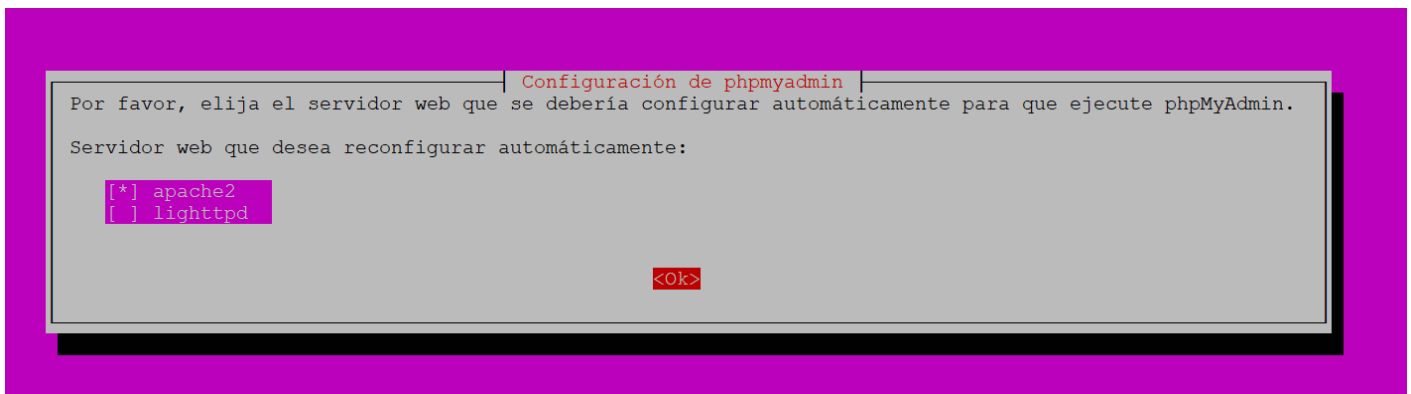 Configuración de phpmyadmin
Por favor, elija el servidor web que se debería configurar automáticamente para que ejecute phpMyAdmin.
Servidor web que desea reconfigurar automáticamente:
[*] apache2
[ ] lighttpd
<Ok>